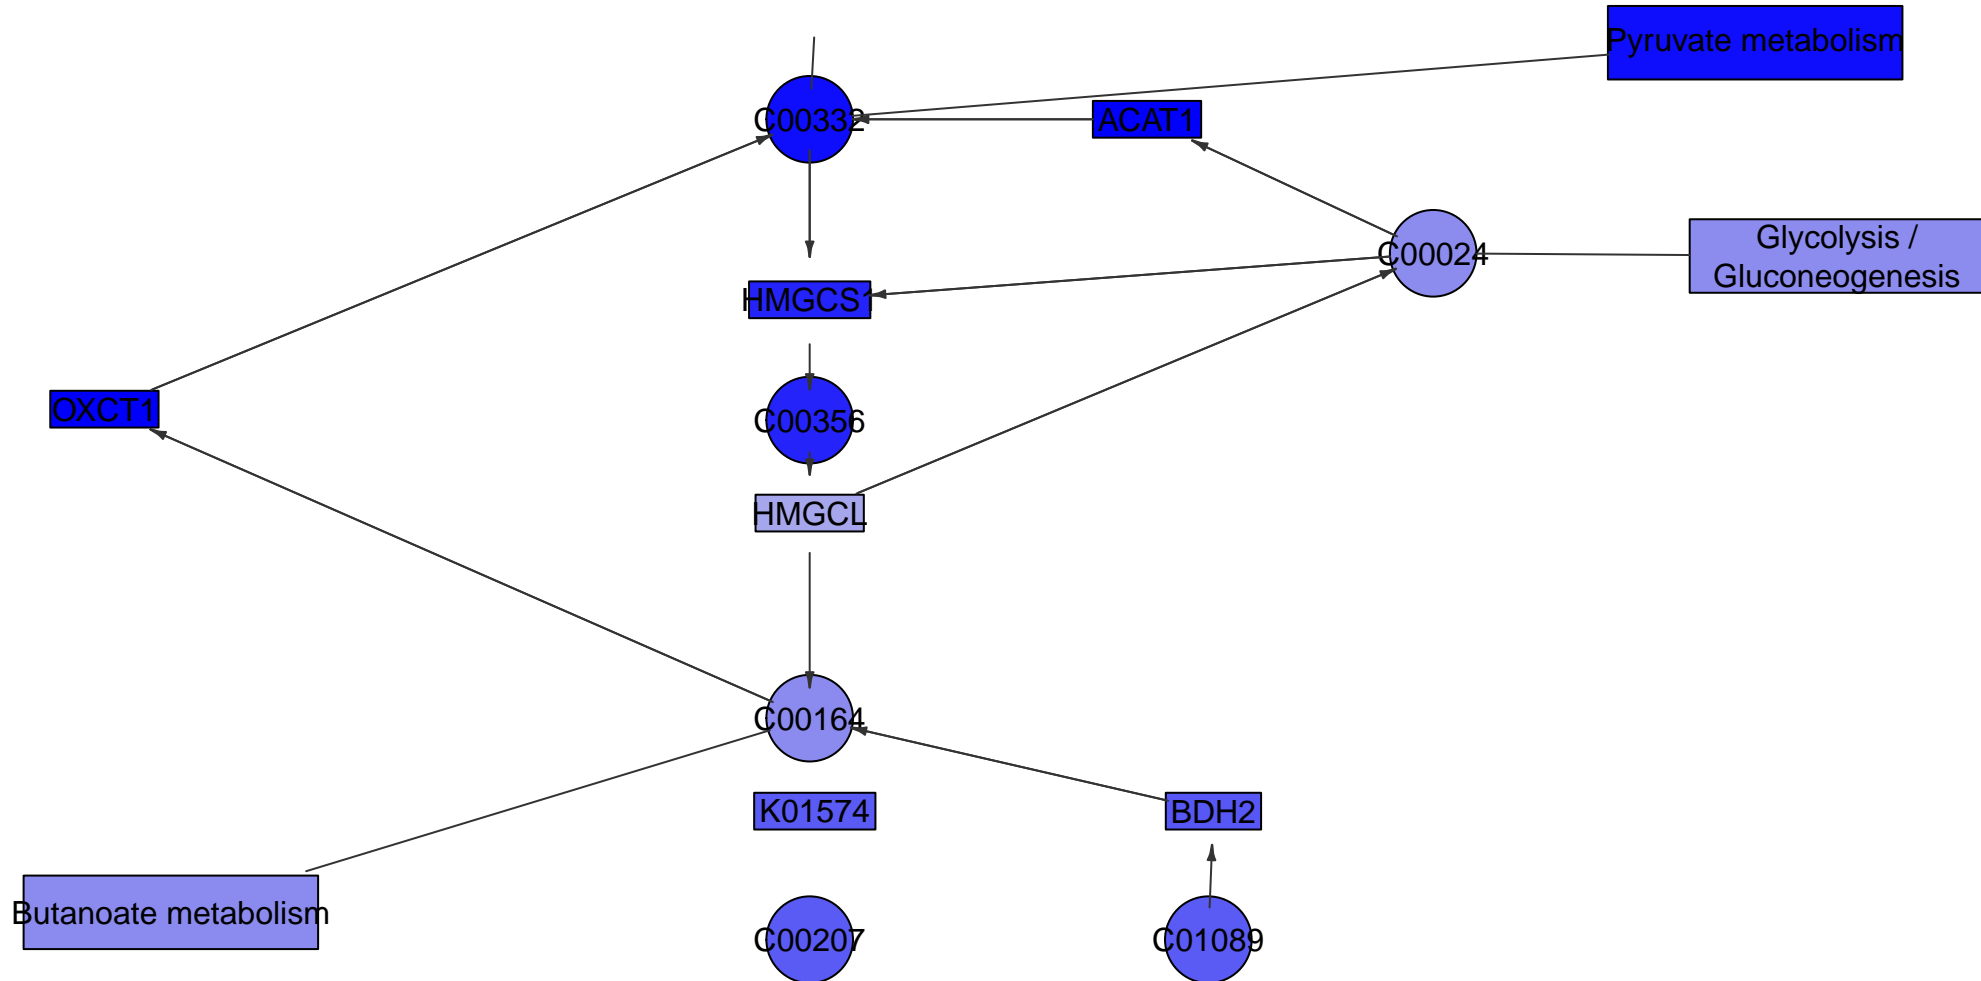 Pyruvate metabolism
C00332
ACAT1
C00024
Glycolysis /
Gluconeogenesis
HMGCS1
OXCT1
C00356
HMGCL
C00164
K01574
BDH2
Butanoate metabolism
C00207
C01089